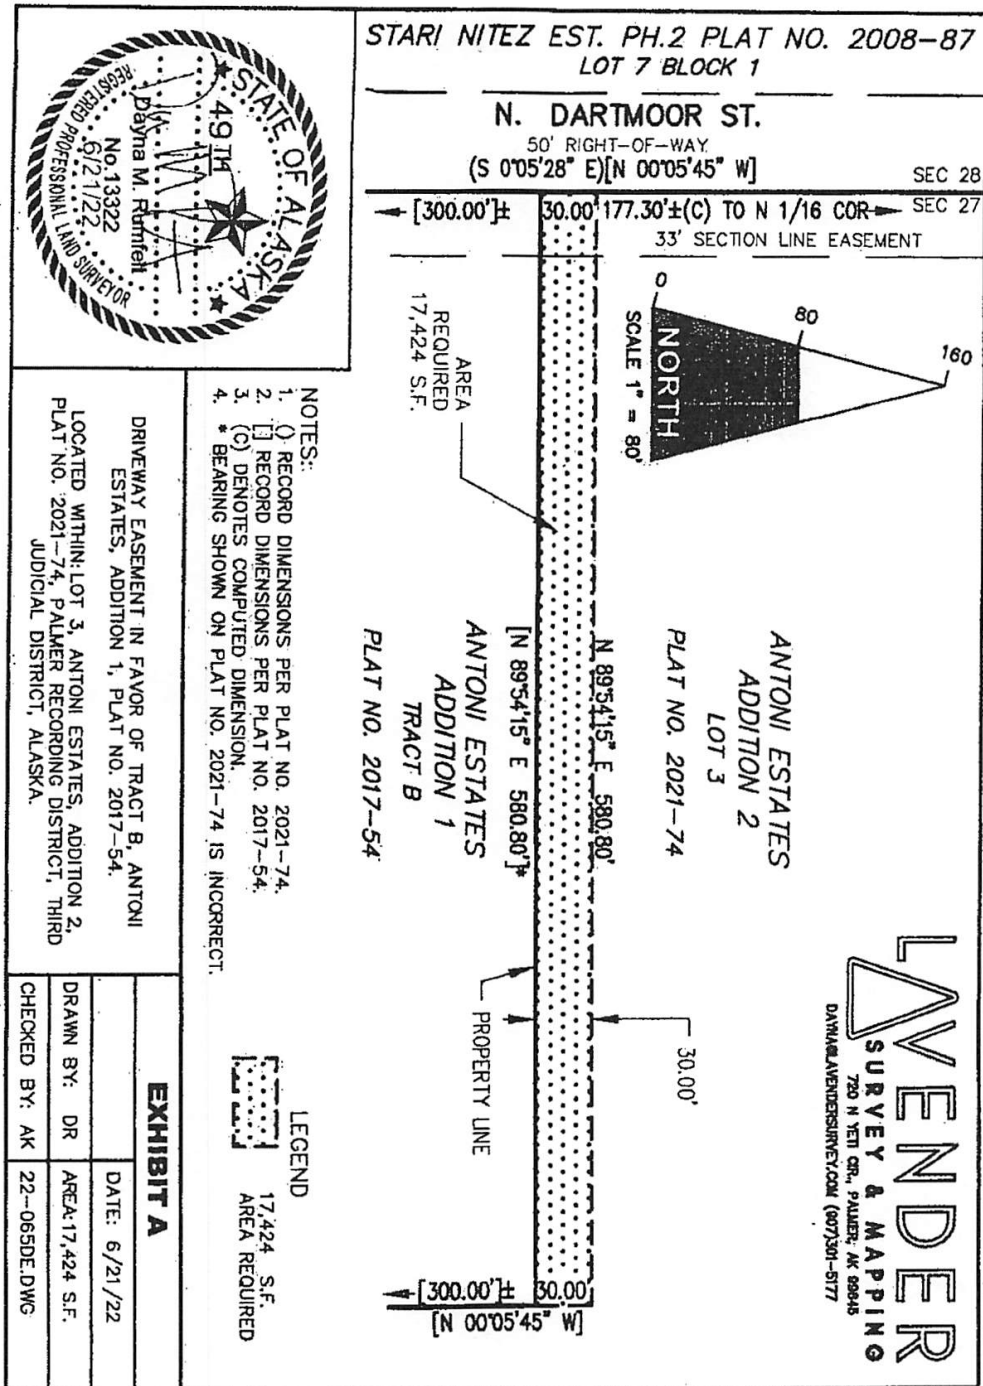 STARI NITEZ EST. PH.2 PLAT NO. 2008-87
LOT 7 BLOCK 1
N. DARTMOOR ST.
50' RIGHT-OF-WAY
(S 0°05'28" E)[N 00°05'45" W]
SEC 28
SEC 27
[300.00']±
30.00'
177.30'±(C) TO N 1/16 COR
33' SECTION LINE EASEMENT
0
80
160
NORTH
SCALE 1" = 80'
LAVENDER
SURVEY & MAPPING
720 N YETI CIR., PALMER, AK 99645
DAYNA@LAVENDERSURVEY.COM (907)301-5177
ANTONI ESTATES
ADDITION 2
LOT 3
PLAT NO. 2021-74
N 89°54'15" E 580.80'
30.00'
AREA
REQUIRED
17,424 S.F.
[N 89°54'15" E 580.80']*
ANTONI ESTATES
ADDITION 1
TRACT B
PLAT NO. 2017-54
PROPERTY LINE
[300.00']±
30.00'
[N 00°05'45" W]
NOTES:
1. () RECORD DIMENSIONS PER PLAT NO. 2021-74.
2. [] RECORD DIMENSIONS PER PLAT NO. 2017-54.
3. (C) DENOTES COMPUTED DIMENSION.
4. * BEARING SHOWN ON PLAT NO. 2021-74 IS INCORRECT.
LEGEND
17,424 S.F.
AREA REQUIRED
STATE OF ALASKA
49TH
Dayna M. Rumfelt
No.13322
6/21/22
REGISTERED PROFESSIONAL LAND SURVEYOR
DRIVEWAY EASEMENT IN FAVOR OF TRACT B, ANTONI
ESTATES, ADDITION 1, PLAT NO. 2017-54.
LOCATED WITHIN: LOT 3, ANTONI ESTATES, ADDITION 2,
PLAT NO. 2021-74, PALMER RECORDING DISTRICT, THIRD
JUDICIAL DISTRICT, ALASKA.
EXHIBIT A
DATE: 6/21/22
DRAWN BY: DR
AREA:17,424 S.F.
CHECKED BY: AK
22-065DE.DWG